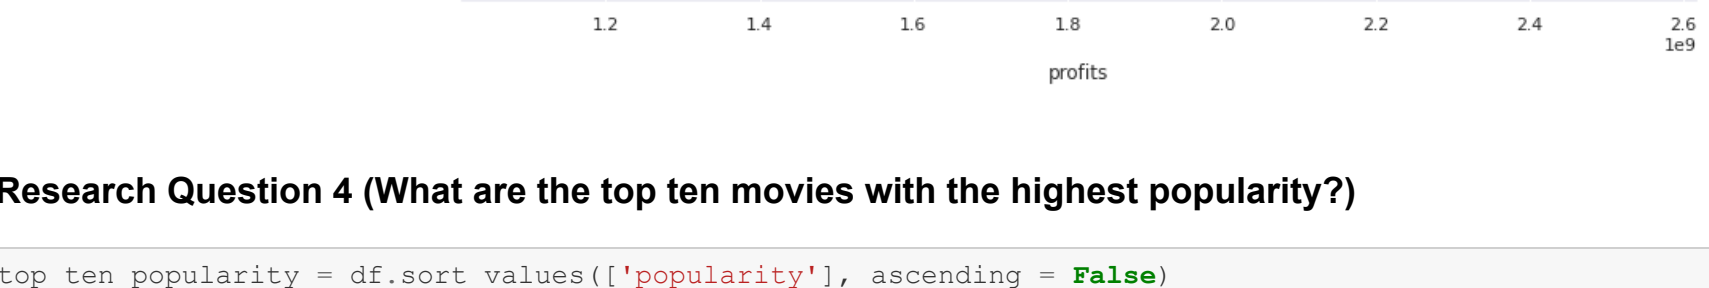 1.2 1.4 1.6 1.8 2.0 2.2 2.4 2.6
1e9
profits
Research Question 4 (What are the top ten movies with the highest popularity?)
top_ten_popularity = df.sort_values(['popularity'], ascending = False)